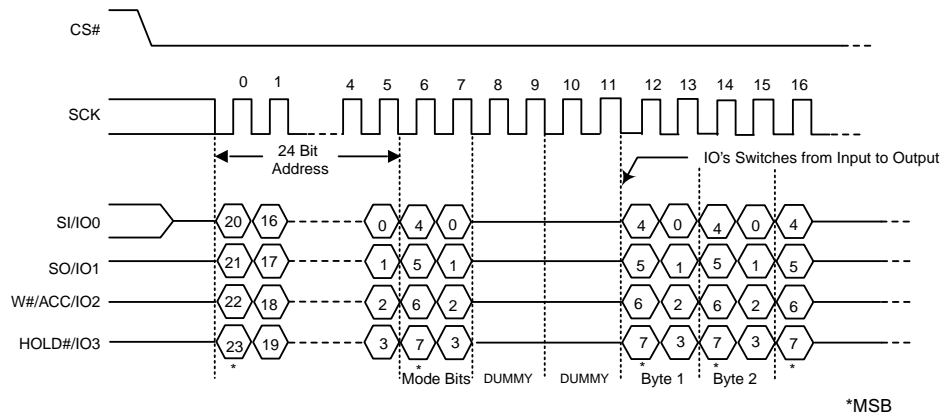 CS#
0 1 4 5 6 7 8 9 10 11 12 13 14 15 16
SCK
24 Bit
Address
IO's Switches from Input to Output
SI/IO0 20 16 0 4 0 4 0 4 0 4
SO/IO1 21 17 1 5 1 5 1 5 1 5
W#/ACC/IO2 22 18 2 6 2 6 2 6 2 6
HOLD#/IO3 23 19 3 7 3 7 3 7 3 7
* * * * *
Mode Bits DUMMY DUMMY Byte 1 Byte 2
*MSB